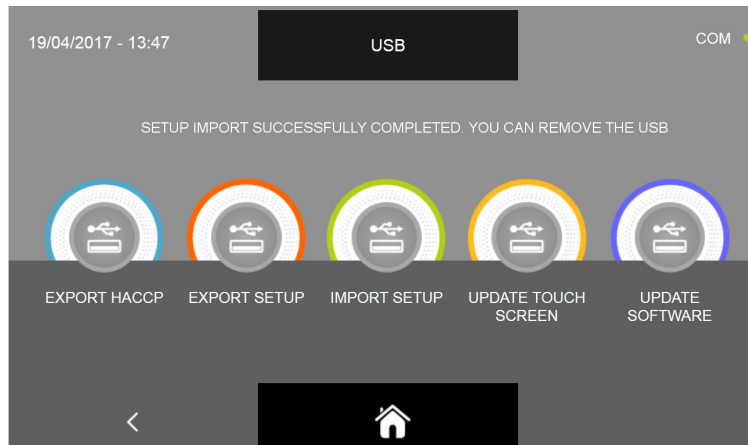 19/04/2017 - 13:47
USB
COM
SETUP IMPORT SUCCESSFULLY COMPLETED. YOU CAN REMOVE THE USB
EXPORT HACCP
EXPORT SETUP
IMPORT SETUP
UPDATE TOUCH
SCREEN
UPDATE
SOFTWARE